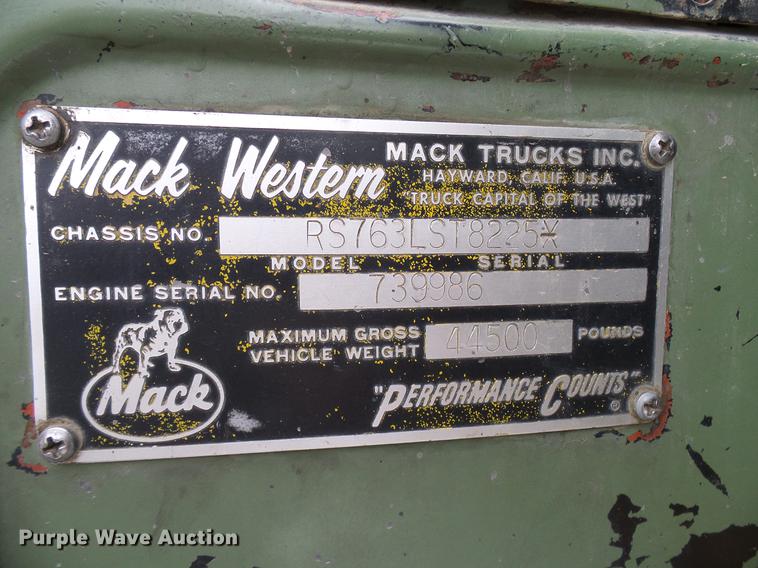 Mack Western
MACK TRUCKS INC.
HAYWARD, CALIF. U.S.A.
"TRUCK CAPITAL OF THE WEST"
CHASSIS NO. RS763LST8225X
MODEL SERIAL
ENGINE SERIAL NO. 739986
MAXIMUM GROSS
VEHICLE WEIGHT 44500 POUNDS
Mack
"PERFORMANCE COUNTS"
®
Purple Wave Auction